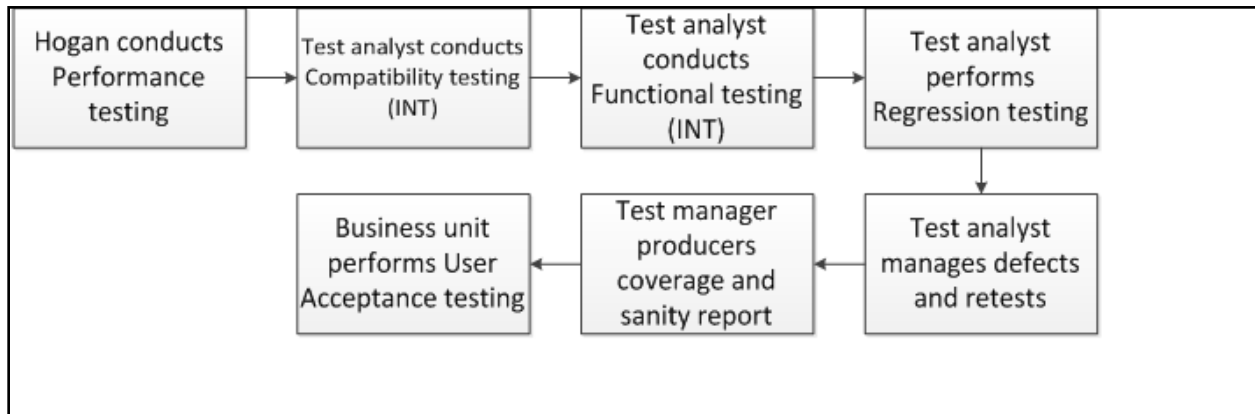 Hogan conducts
Performance
testing
Test analyst conducts
Compatibility testing
(INT)
Test analyst
conducts
Functional testing
(INT)
Test analyst
performs
Regression testing
Test analyst
manages defects
and retests
Test manager
producers
coverage and
sanity report
Business unit
performs User
Acceptance testing